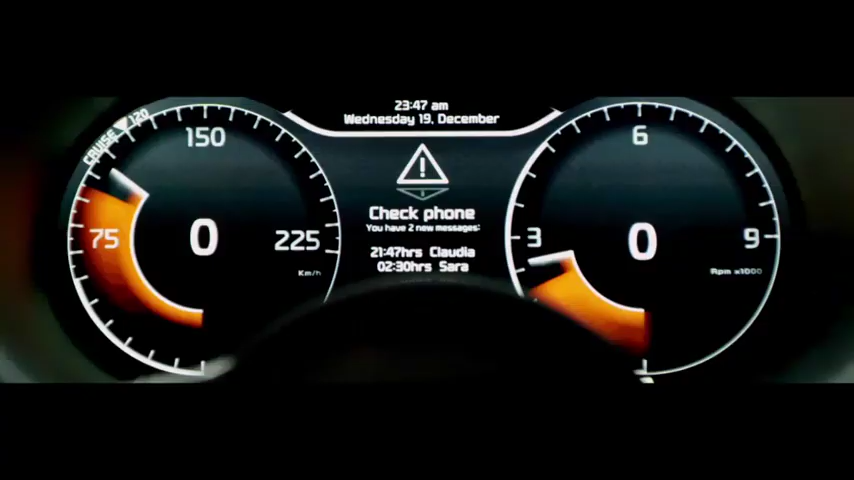 23:47 am
Wednesday 19, December
CRUISE 120
150
6
Check phone
You have 2 new messages:
75
0
225
3
0
9
21:47hrs Claudia
02:30hrs Sara
Km/h
Rpm x1000